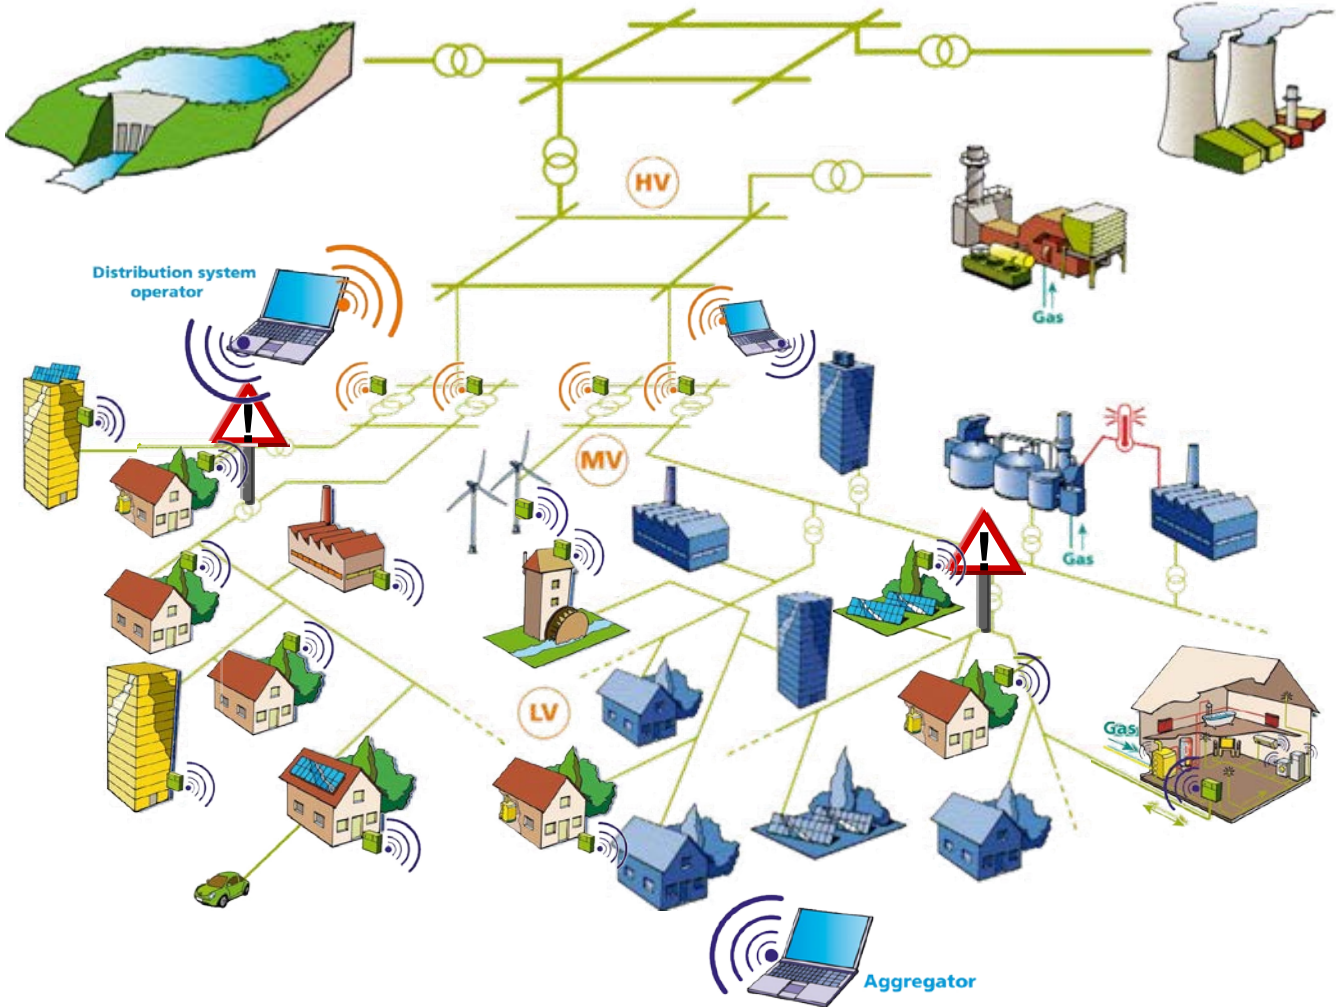 HV
Distribution system
operator
Gas
MV
!
!
Gas
LV
Gas
Aggregator